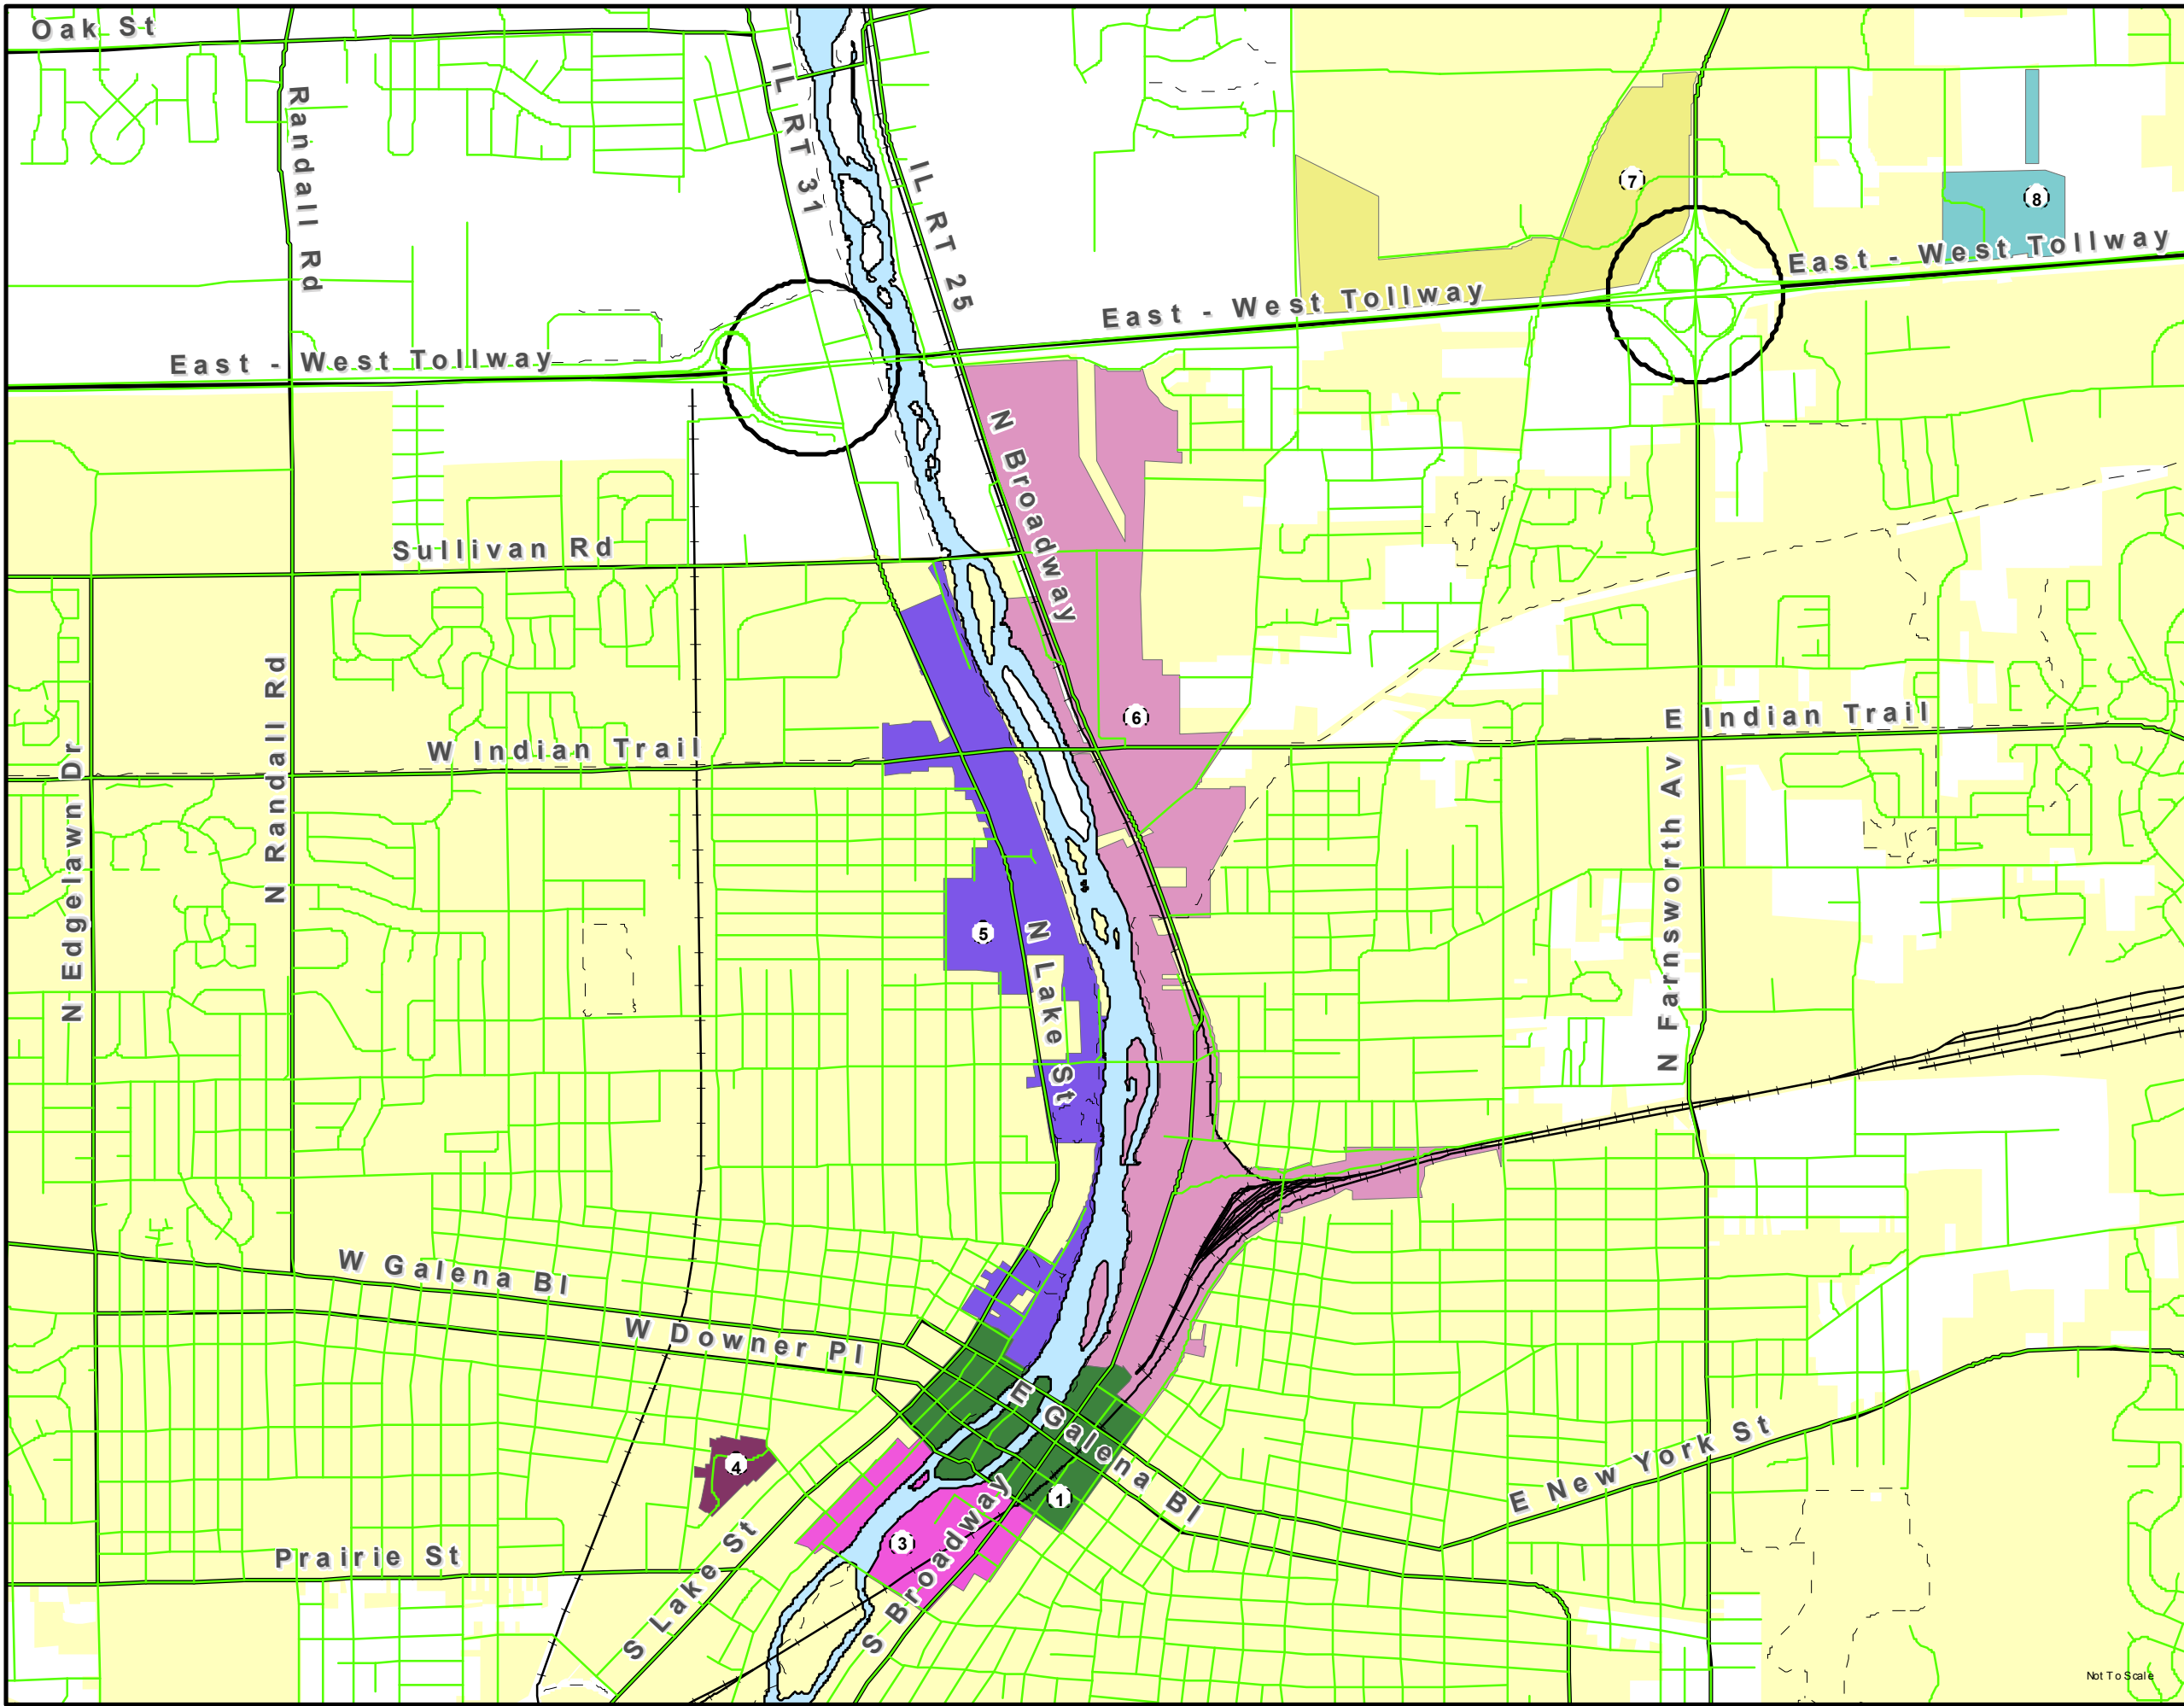 Oak St
Randall Rd
IL RT 31
IL RT 25
7
8
East - West Tollway
East - West Tollway
East - West Tollway
N Broadway
Sullivan Rd
N Randall Rd
W Indian Trail
6
E Indian Trail
N Edgelawn Dr
N Farnsworth Av
5
N Lake St
W Galena Bl
W Downer Pl
E Galena Bl
4
1
E New York St
3
Prairie St
S Lake St
S Broadway
Not To Scale